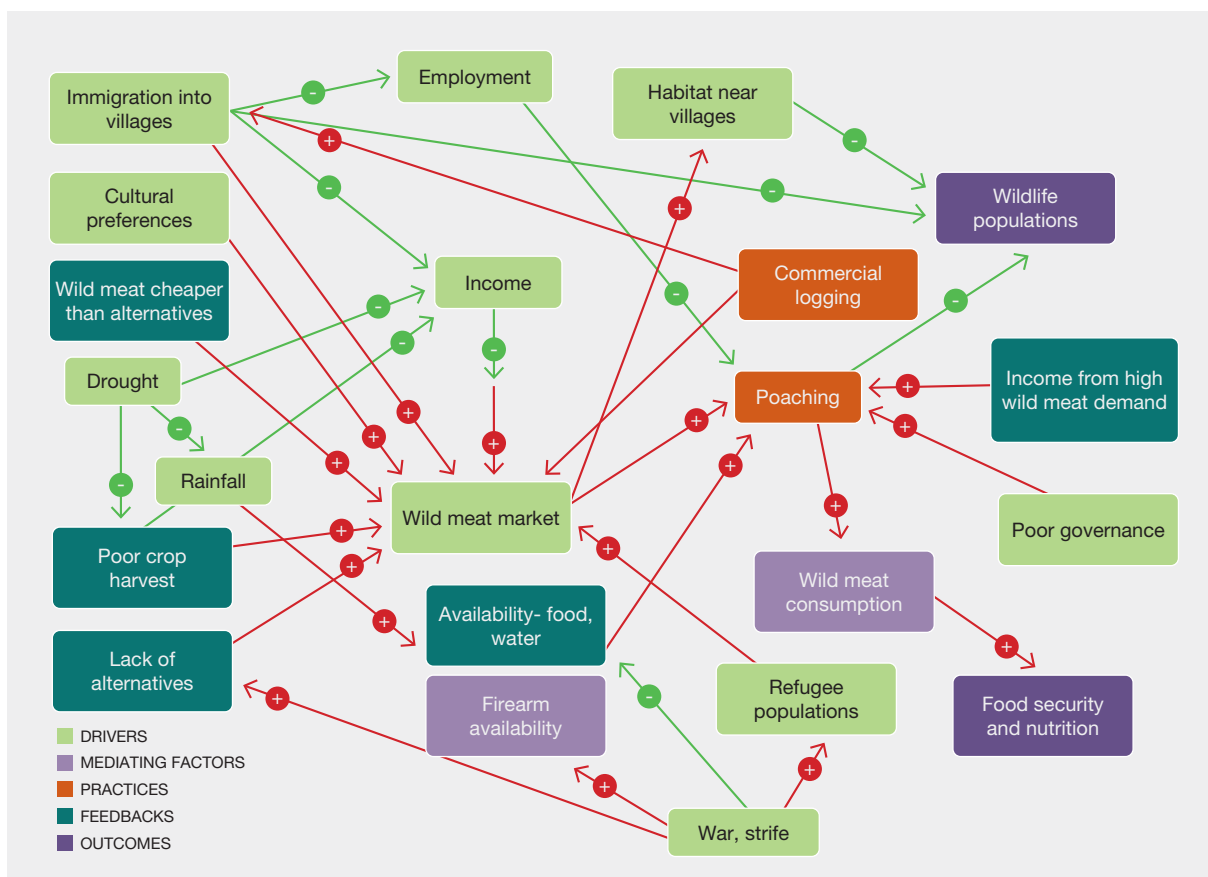 Immigration into
villages
Employment
Habitat near
villages
Cultural
preferences
Wildlife
populations
Wild meat cheaper
than alternatives
Income
Commercial
logging
Drought
Poaching
Income from high
wild meat demand
Rainfall
Wild meat market
Poor governance
Poor crop
harvest
Wild meat
consumption
Availability- food,
water
Lack of
alternatives
Firearm
availability
Refugee
populations
Food security
and nutrition
War, strife
DRIVERS
MEDIATING FACTORS
PRACTICES
FEEDBACKS
OUTCOMES
-
+
-
-
-
+
-
-
-
-
-
-
+
+
+
+
+
+
-
+
+
+
+
+
+
+
+
-
+
+
+